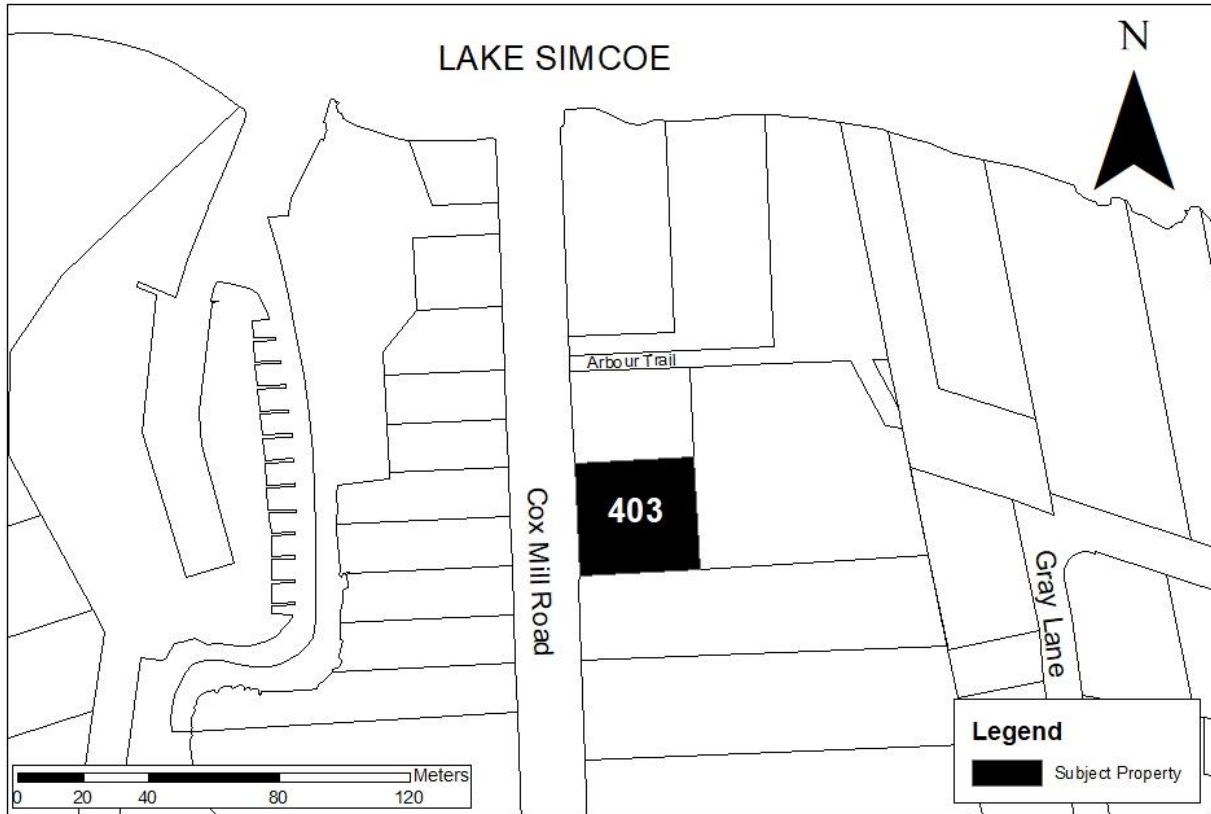 LAKE SIMCOE
N
Arbour Trail
403
Cox Mill Road
Gray Lane
Legend
Subject Property
Meters
0 20 40 80 120